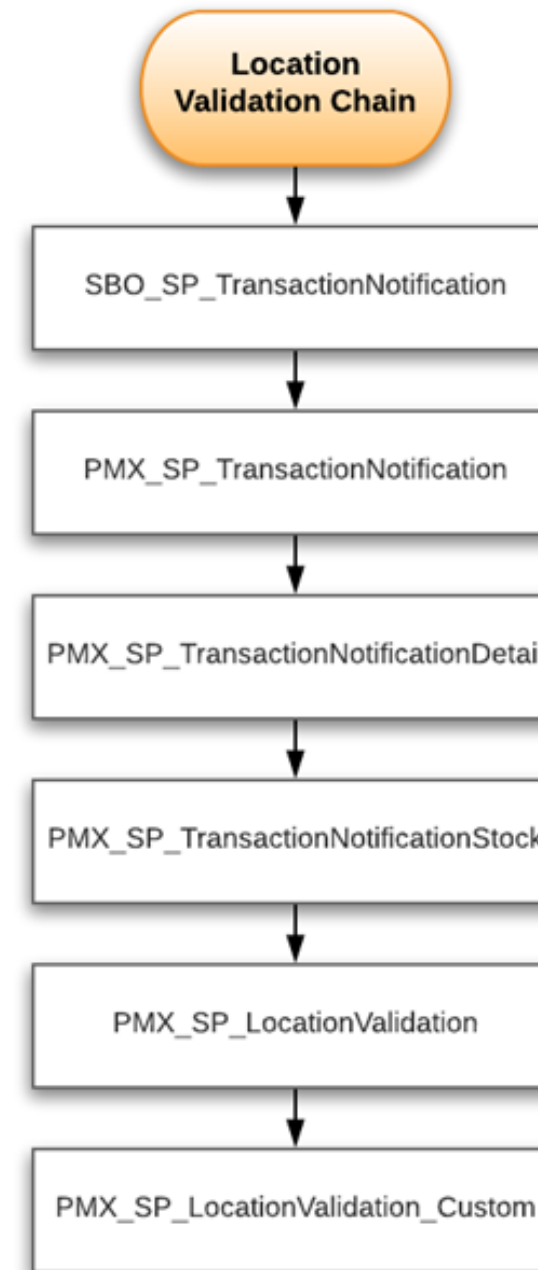 Location
Validation Chain
SBO_SP_TransactionNotification
PMX_SP_TransactionNotification
PMX_SP_TransactionNotificationDetai
PMX_SP_TransactionNotificationStock
PMX_SP_LocationValidation
PMX_SP_LocationValidation_Custom